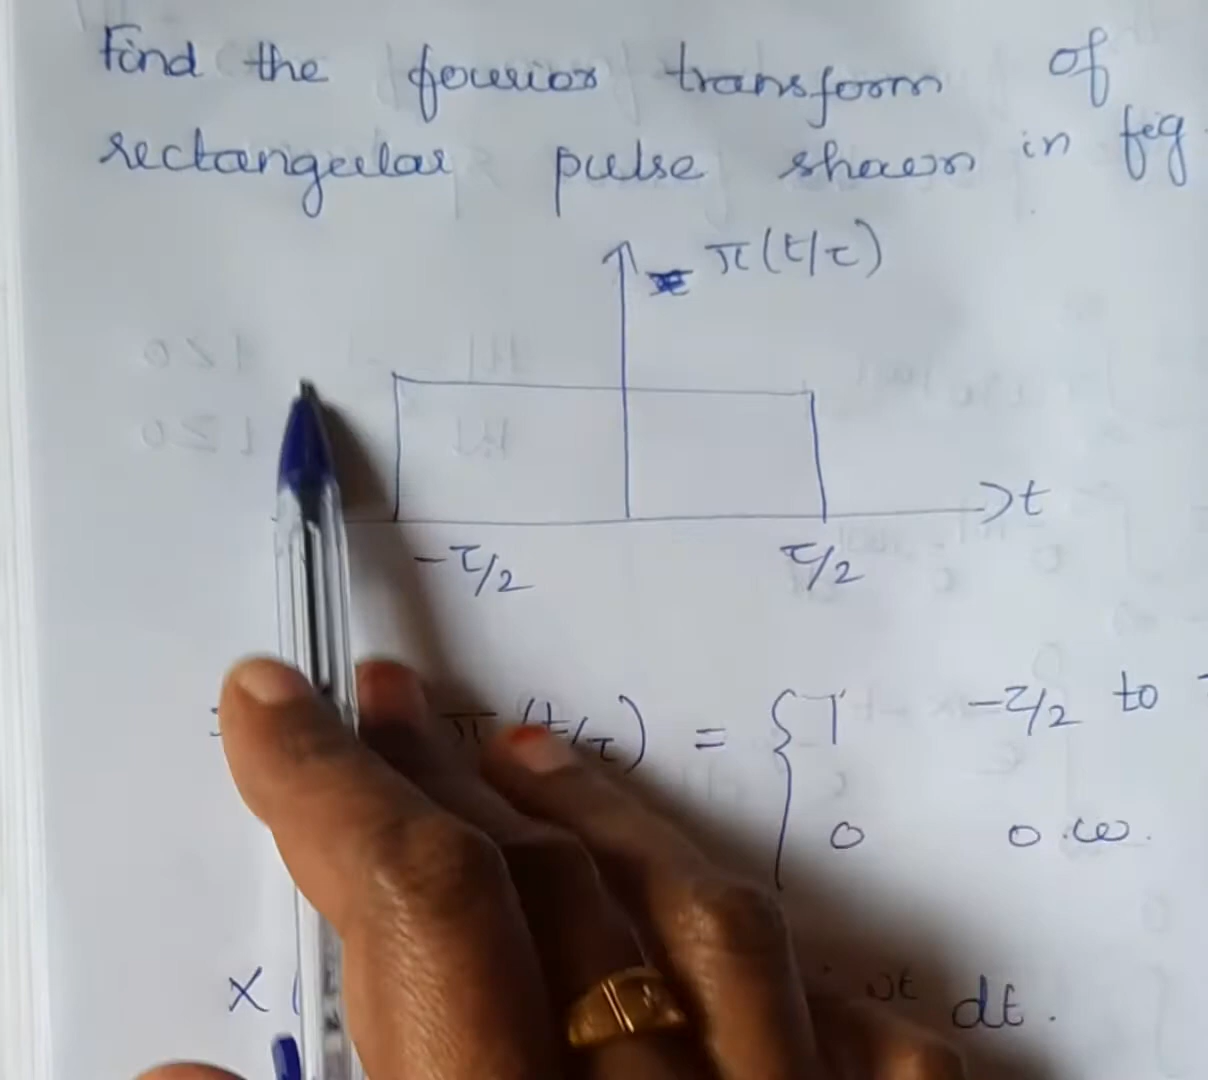 Find the fourier transform of
rectangular pulse shown in fig.
π(t/τ)
t
-τ/2 τ/2
π(t/τ) = { 1 -τ/2 to
0 o.w.
X( dt.